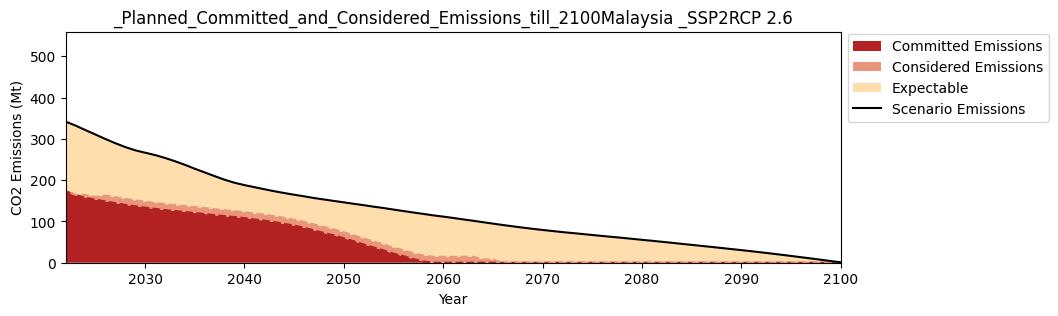 _Planned_Committed_and_Considered_Emissions_till_2100Malaysia _SSP2RCP 2.6
500
400
300
200
100
0
CO2 Emissions (Mt)
2030 2040 2050 2060 2070 2080 2090 2100
Year
Committed Emissions
Considered Emissions
Expectable
Scenario Emissions